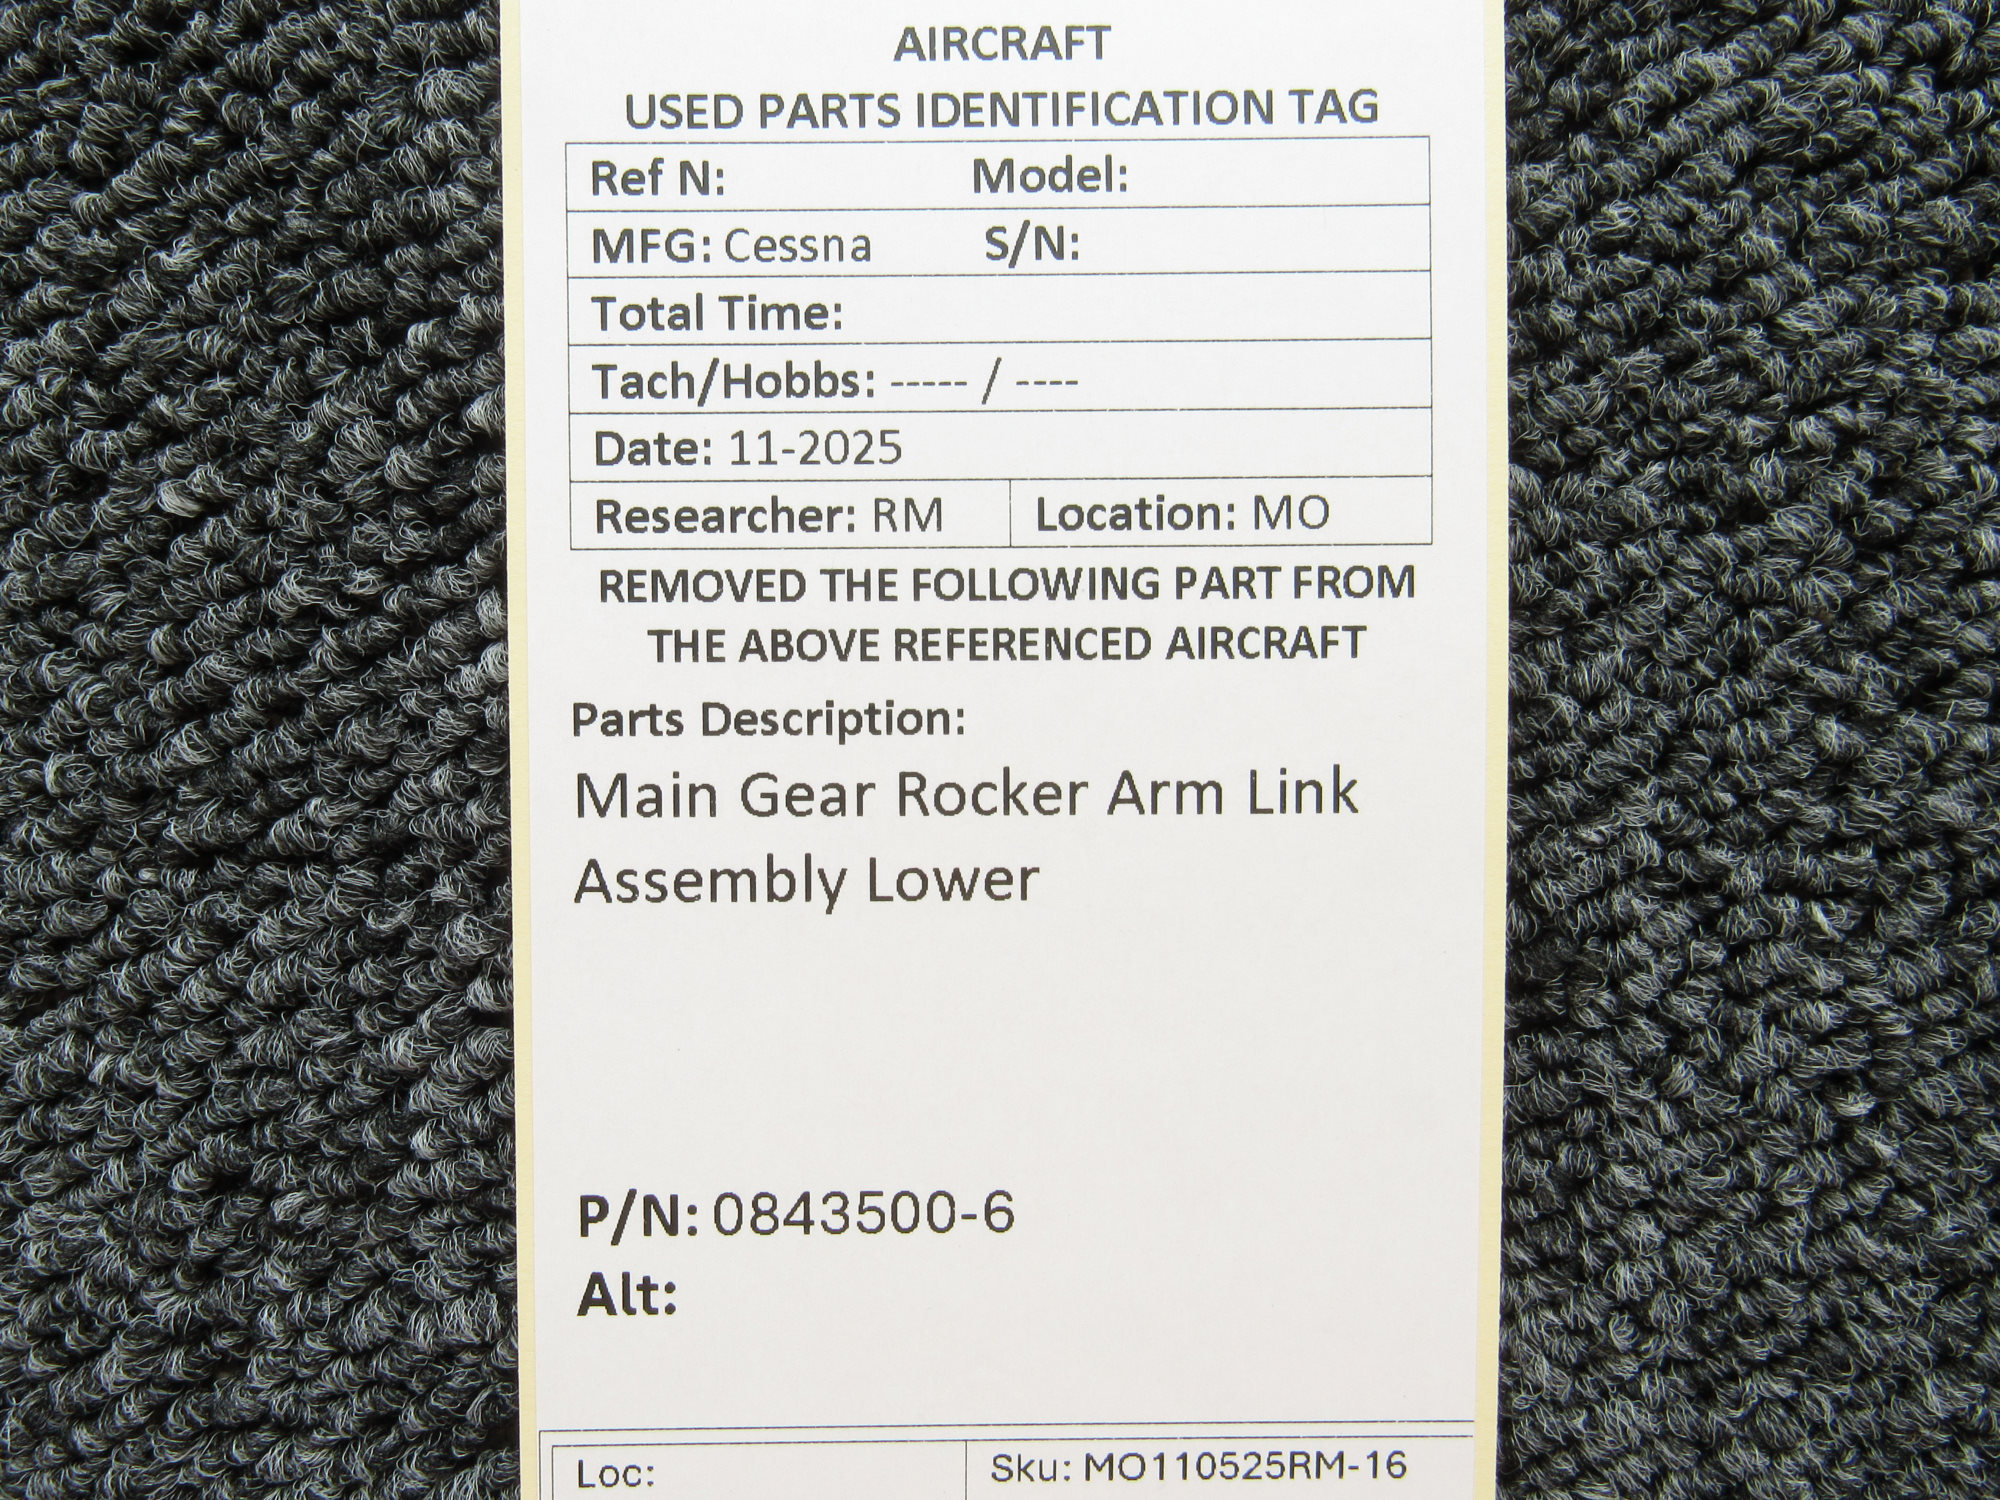 AIRCRAFT
USED PARTS IDENTIFICATION TAG
Ref N: Model:
MFG: Cessna S/N:
Total Time:
Tach/Hobbs: ----- / ----
Date: 11-2025
Researcher: RM Location: MO
REMOVED THE FOLLOWING PART FROM
THE ABOVE REFERENCED AIRCRAFT
Parts Description:
Main Gear Rocker Arm Link
Assembly Lower
P/N: 0843500-6
Alt:
Loc: Sku: MO110525RM-16